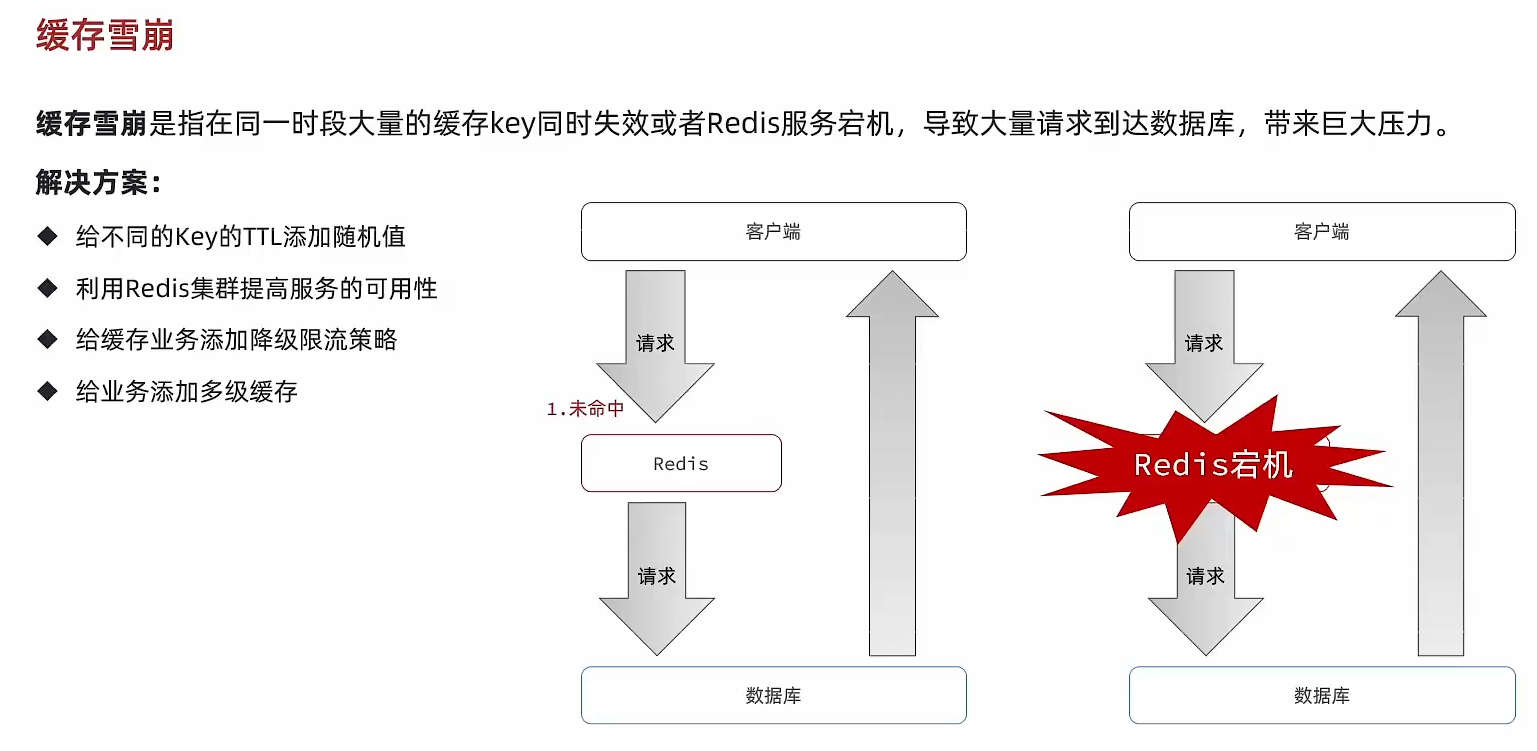 缓存雪崩
缓存雪崩是指在同一时段大量的缓存key同时失效或者Redis服务宕机，导致大量请求到达数据库，带来巨大压力。
解决方案：
◆ 给不同的Key的TTL添加随机值
◆ 利用Redis集群提高服务的可用性
◆ 给缓存业务添加降级限流策略
◆ 给业务添加多级缓存
客户端
请求
1.未命中
Redis
请求
数据库
客户端
请求
Redis宕机
请求
数据库